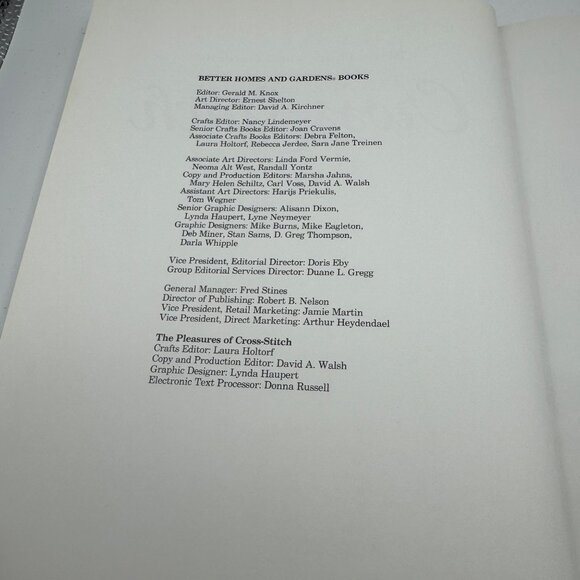 BETTER HOMES AND GARDENS® BOOKS
Editor: Gerald M. Knox
Art Director: Ernest Shelton
Managing Editor: David A. Kirchner
Crafts Editor: Nancy Lindemeyer
Senior Crafts Books Editor: Joan Cravens
Associate Crafts Books Editors: Debra Felton,
Laura Holtorf, Rebecca Jerdee, Sara Jane Treinen
Associate Art Directors: Linda Ford Vermie,
Neoma Alt West, Randall Yontz
Copy and Production Editors: Marsha Jahns,
Mary Helen Schiltz, Carl Voss, David A. Walsh
Assistant Art Directors: Harijs Priekulis,
Tom Wegner
Senior Graphic Designers: Alisann Dixon,
Lynda Haupert, Lyne Neymeyer
Graphic Designers: Mike Burns, Mike Eagleton,
Deb Miner, Stan Sams, D. Greg Thompson,
Darla Whipple
Vice President, Editorial Director: Doris Eby
Group Editorial Services Director: Duane L. Gregg
General Manager: Fred Stines
Director of Publishing: Robert B. Nelson
Vice President, Retail Marketing: Jamie Martin
Vice President, Direct Marketing: Arthur Heydendael
The Pleasures of Cross-Stitch
Crafts Editor: Laura Holtorf
Copy and Production Editor: David A. Walsh
Graphic Designer: Lynda Haupert
Electronic Text Processor: Donna Russell